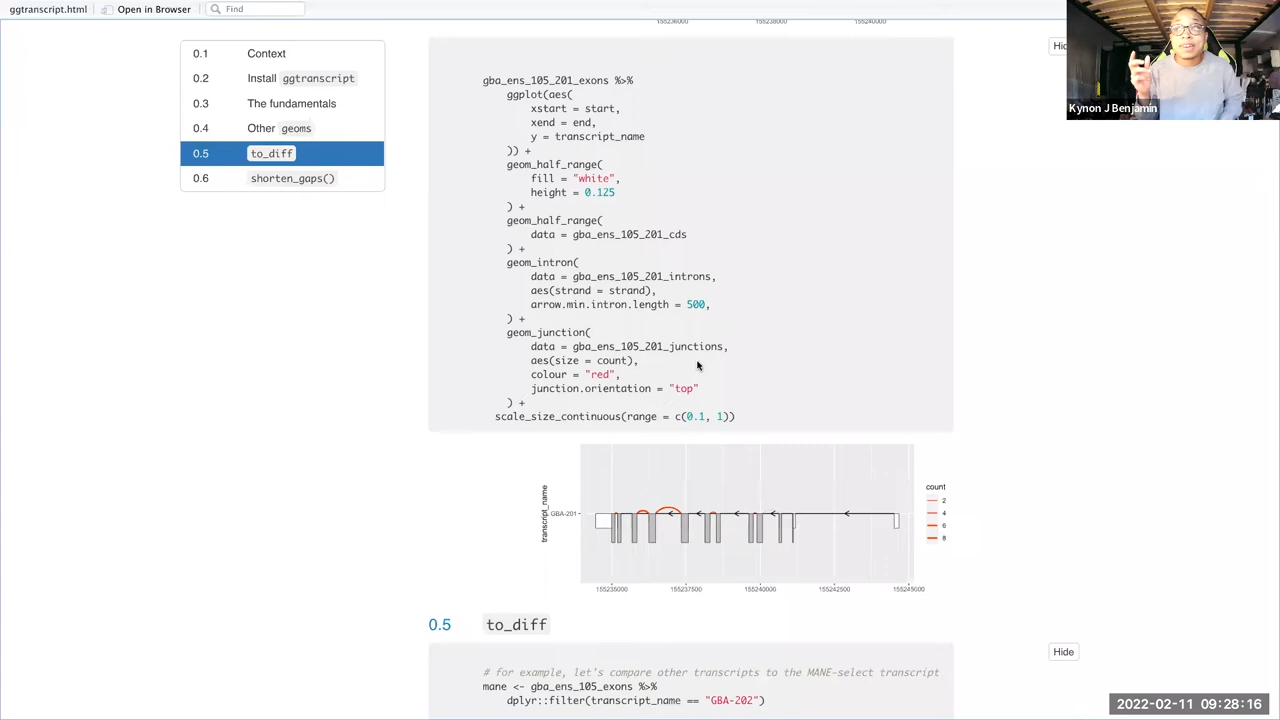 ggtranscript.html
Open in Browser
Find
155236000 155238000 155240000
0.1 Context
0.2 Install ggtranscript
0.3 The fundamentals
0.4 Other geoms
0.5 to_diff
0.6 shorten_gaps()
Hid
Kynon J Benjamin
gba_ens_105_201_exons %>%
ggplot(aes(
xstart = start,
xend = end,
y = transcript_name
)) +
geom_half_range(
fill = "white",
height = 0.125
) +
geom_half_range(
data = gba_ens_105_201_cds
) +
geom_intron(
data = gba_ens_105_201_introns,
aes(strand = strand),
arrow.min.intron.length = 500,
) +
geom_junction(
data = gba_ens_105_201_junctions,
aes(size = count),
colour = "red",
junction.orientation = "top"
) +
scale_size_continuous(range = c(0.1, 1))
transcript_name
GBA-201
155235000 155237500 155240000 155242500 155245000
count
2
4
6
8
0.5 to_diff
Hide
# for example, let's compare other transcripts to the MANE-select transcript
mane <- gba_ens_105_exons %>%
dplyr::filter(transcript_name == "GBA-202")
2022-02-11 09:28:16